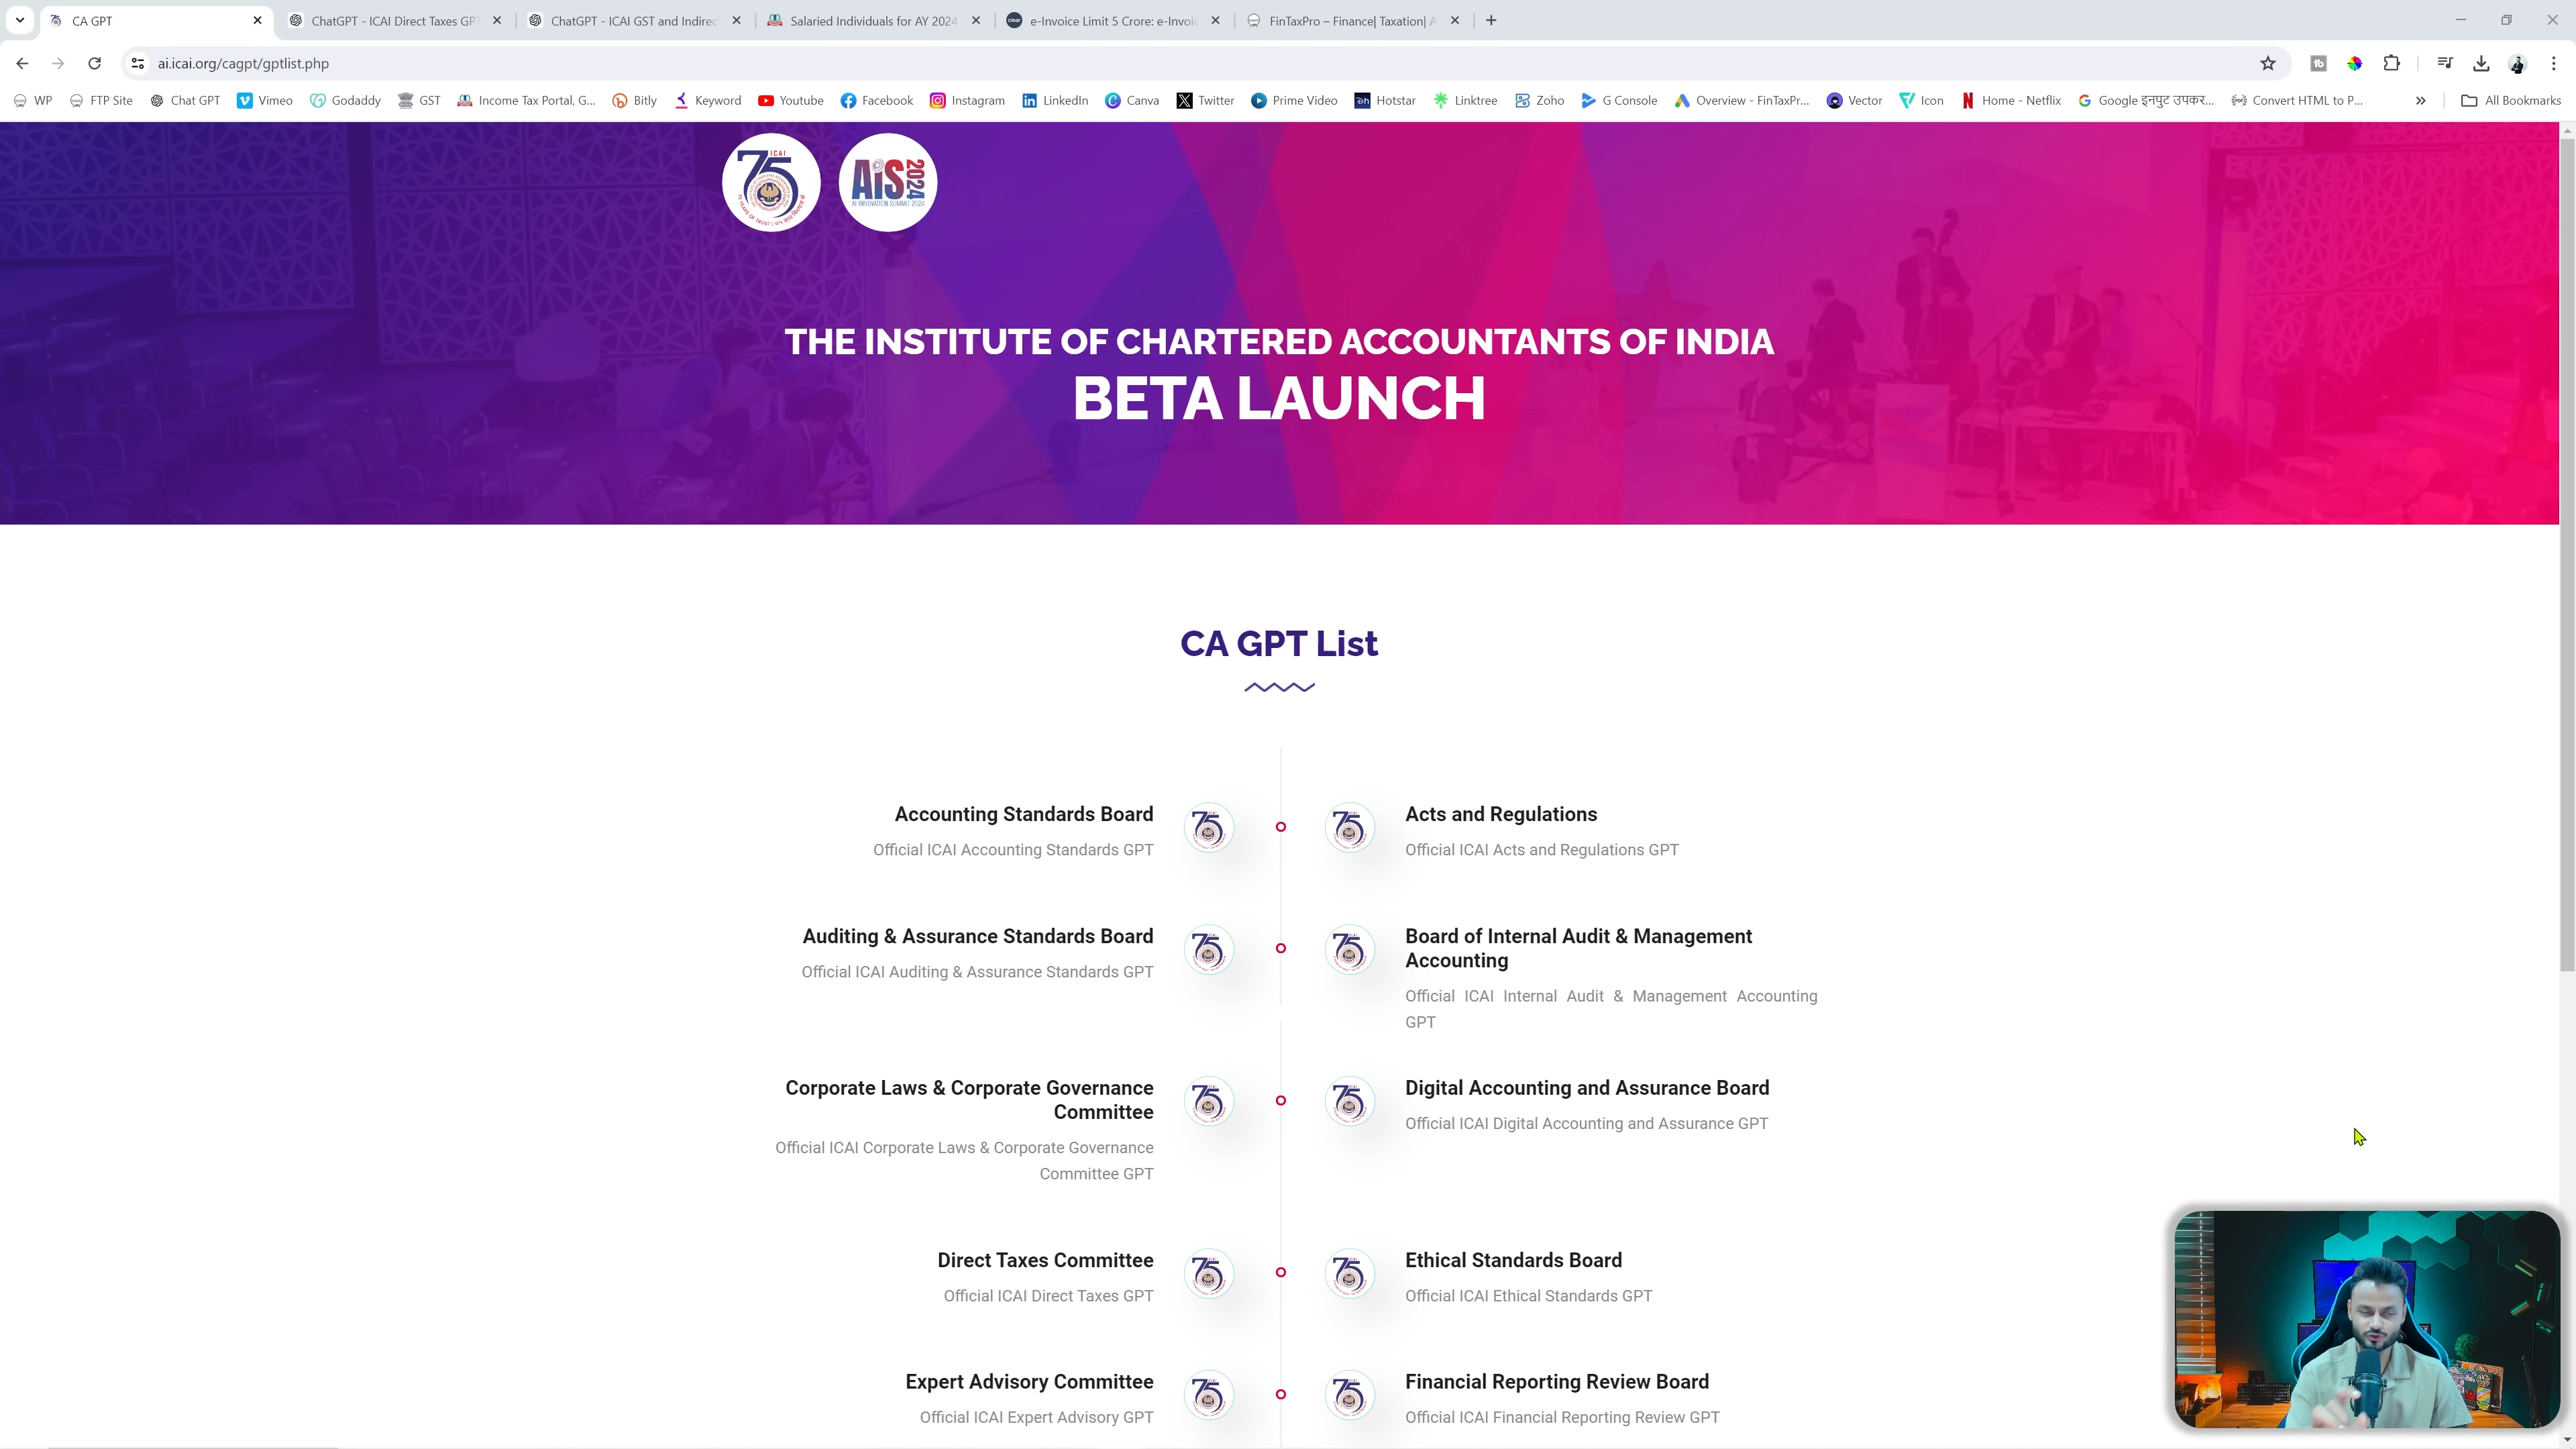 CA GPT
ChatGPT - ICAI Direct Taxes GP
ChatGPT - ICAI GST and Indirec
Salaried Individuals for AY 2024
e-Invoice Limit 5 Crore: e-Invoi
FinTaxPro – Finance| Taxation| A
ai.icai.org/cagpt/gptlist.php
WP
FTP Site
Chat GPT
Vimeo
Godaddy
GST
Income Tax Portal, G...
Bitly
Keyword
Youtube
Facebook
Instagram
LinkedIn
Canva
Twitter
Prime Video
Hotstar
Linktree
Zoho
G Console
Overview - FinTaxPr...
Vector
Icon
Home - Netflix
Google इनपुट उपकर...
Convert HTML to P...
All Bookmarks
75 ICAI
AIS 2024
AI INNOVATION SUMMIT 2024
THE INSTITUTE OF CHARTERED ACCOUNTANTS OF INDIA
BETA LAUNCH
CA GPT List
Accounting Standards Board
Official ICAI Accounting Standards GPT
Acts and Regulations
Official ICAI Acts and Regulations GPT
Auditing & Assurance Standards Board
Official ICAI Auditing & Assurance Standards GPT
Board of Internal Audit & Management
Accounting
Official ICAI Internal Audit & Management Accounting
GPT
Corporate Laws & Corporate Governance
Committee
Official ICAI Corporate Laws & Corporate Governance
Committee GPT
Digital Accounting and Assurance Board
Official ICAI Digital Accounting and Assurance GPT
Direct Taxes Committee
Official ICAI Direct Taxes GPT
Ethical Standards Board
Official ICAI Ethical Standards GPT
Expert Advisory Committee
Official ICAI Expert Advisory GPT
Financial Reporting Review Board
Official ICAI Financial Reporting Review GPT